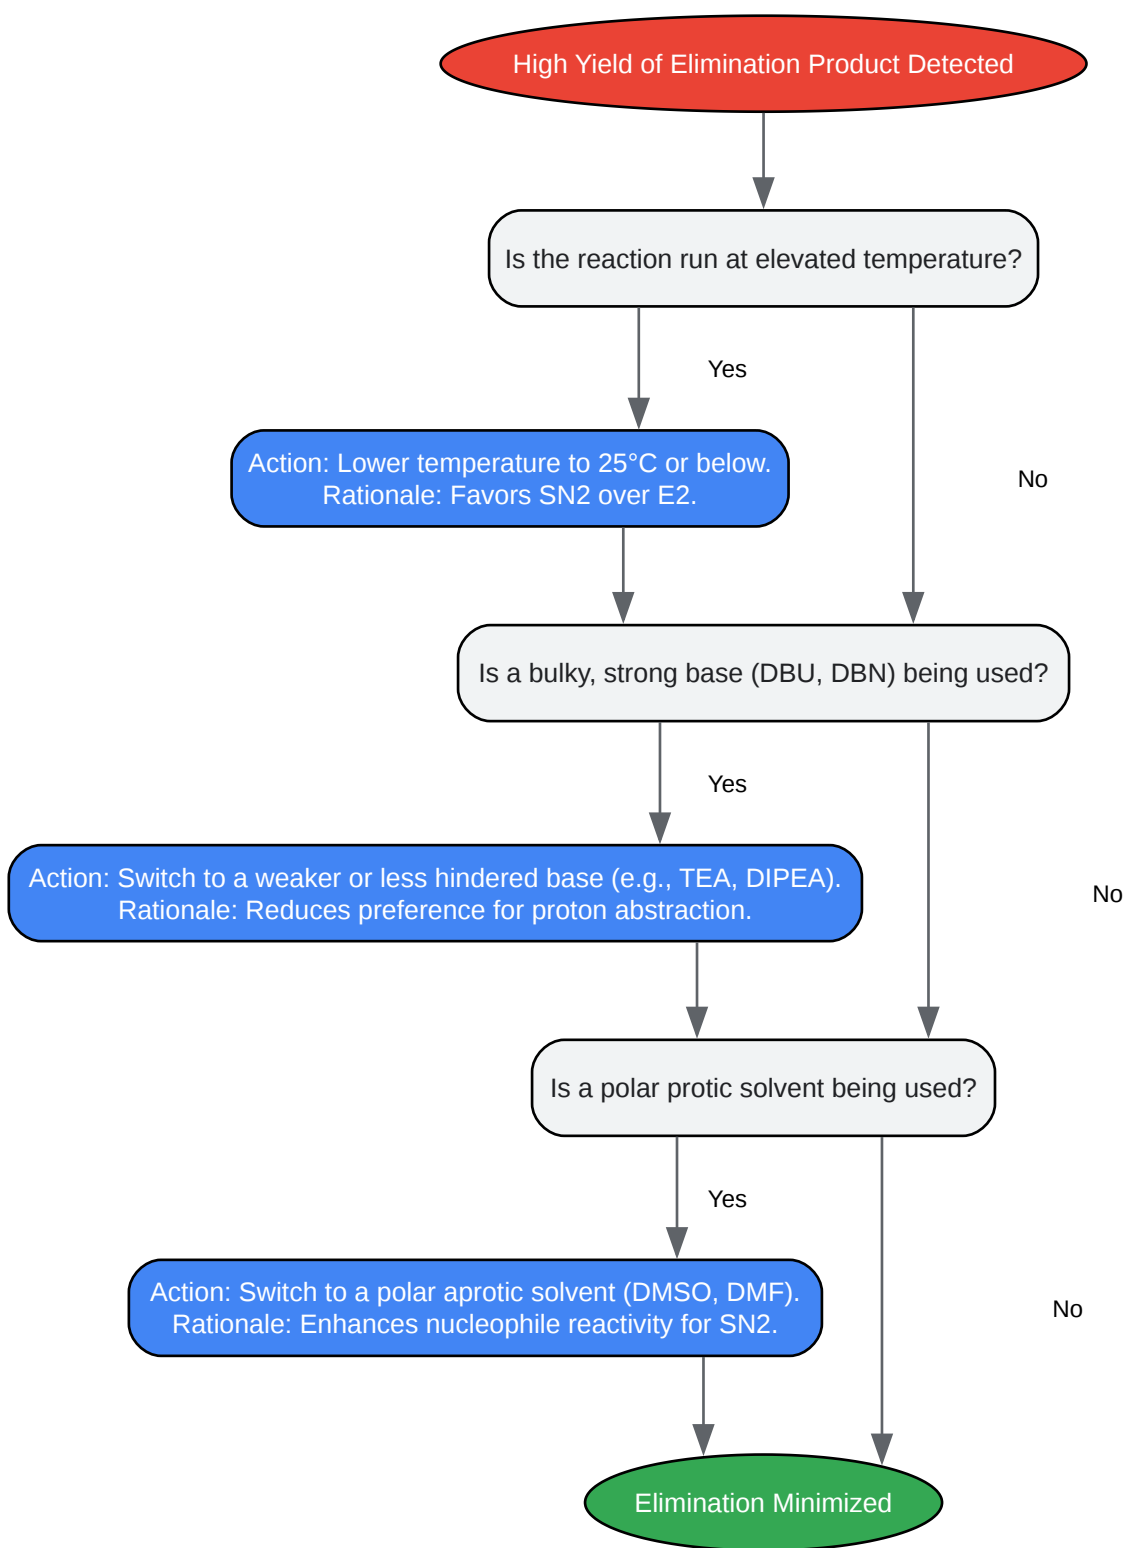 High Yield of Elimination Product Detected
Is the reaction run at elevated temperature?
Yes
Action: Lower temperature to 25°C or below.
Rationale: Favors SN2 over E2.
No
Is a bulky, strong base (DBU, DBN) being used?
Yes
Action: Switch to a weaker or less hindered base (e.g., TEA, DIPEA).
Rationale: Reduces preference for proton abstraction.
No
Is a polar protic solvent being used?
Yes
Action: Switch to a polar aprotic solvent (DMSO, DMF).
Rationale: Enhances nucleophile reactivity for SN2.
No
Elimination Minimized